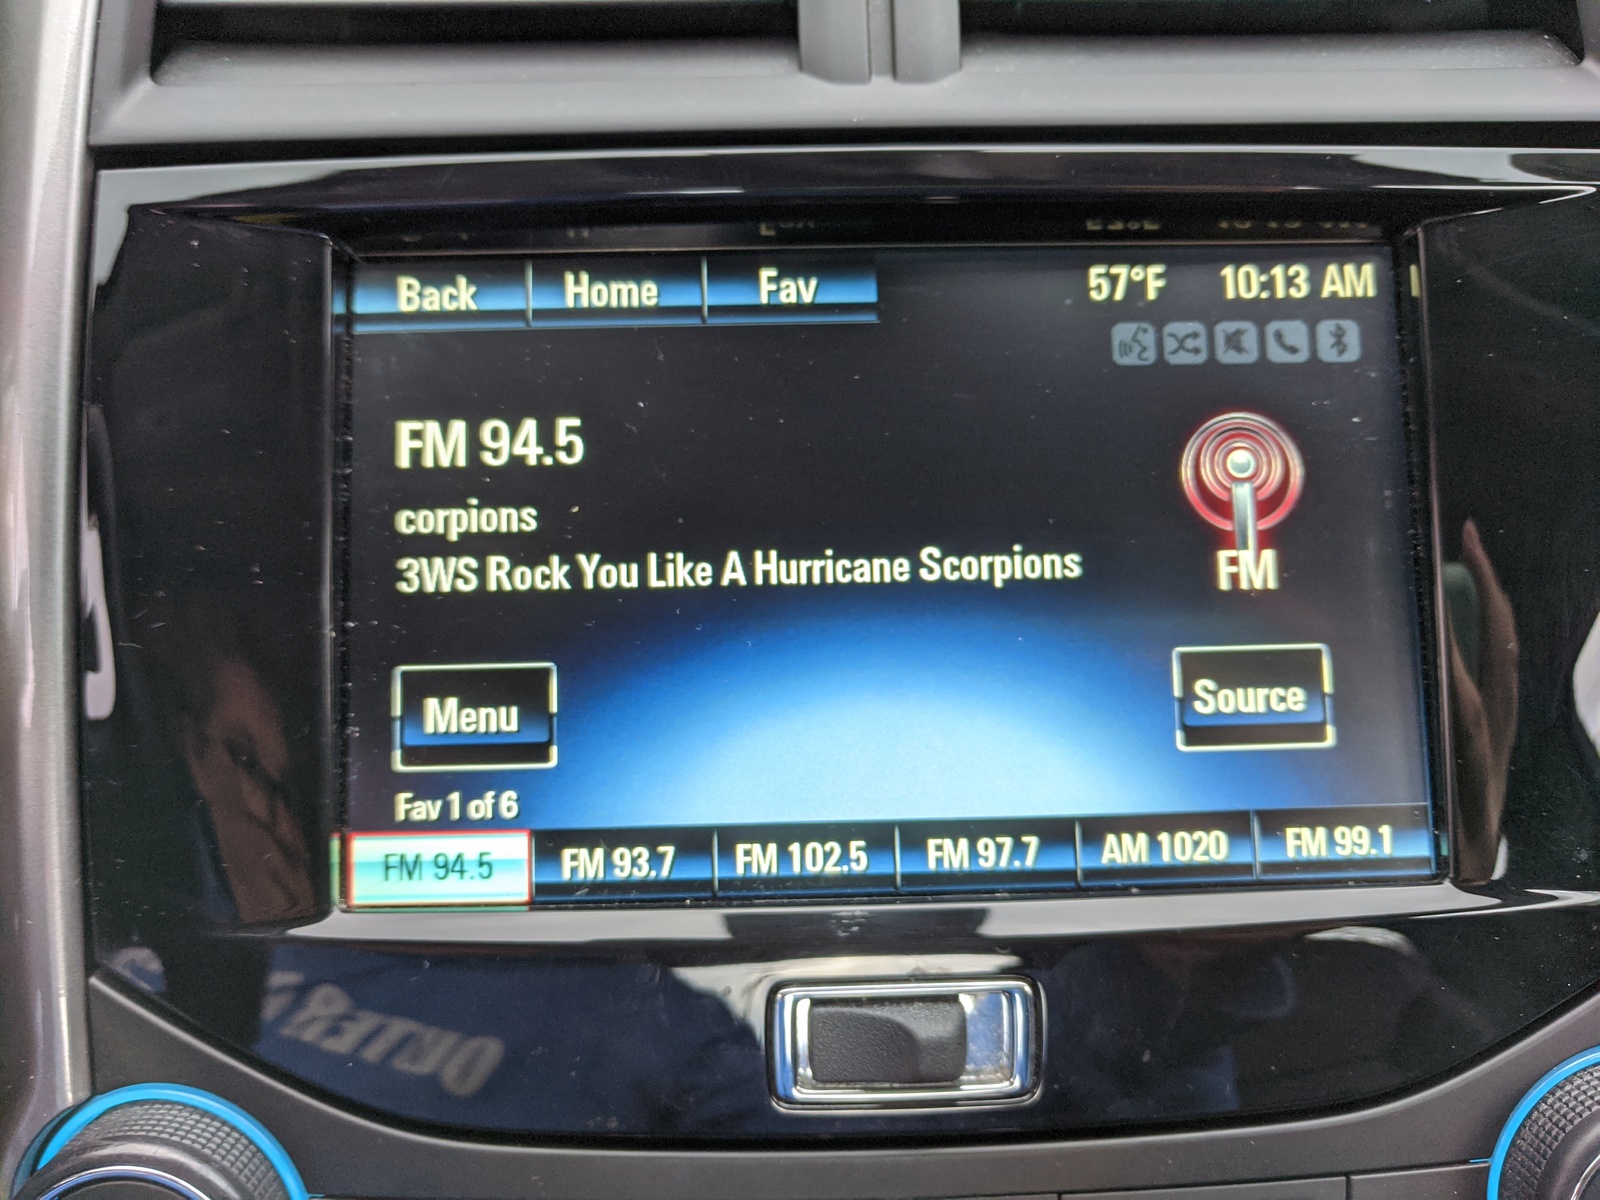 Back Home Fav 57°F 10:13 AM
FM 94.5
corpions
3WS Rock You Like A Hurricane Scorpions
FM
Menu
Source
Fav 1 of 6
FM 94.5 FM 93.7 FM 102.5 FM 97.7 AM 1020 FM 99.1